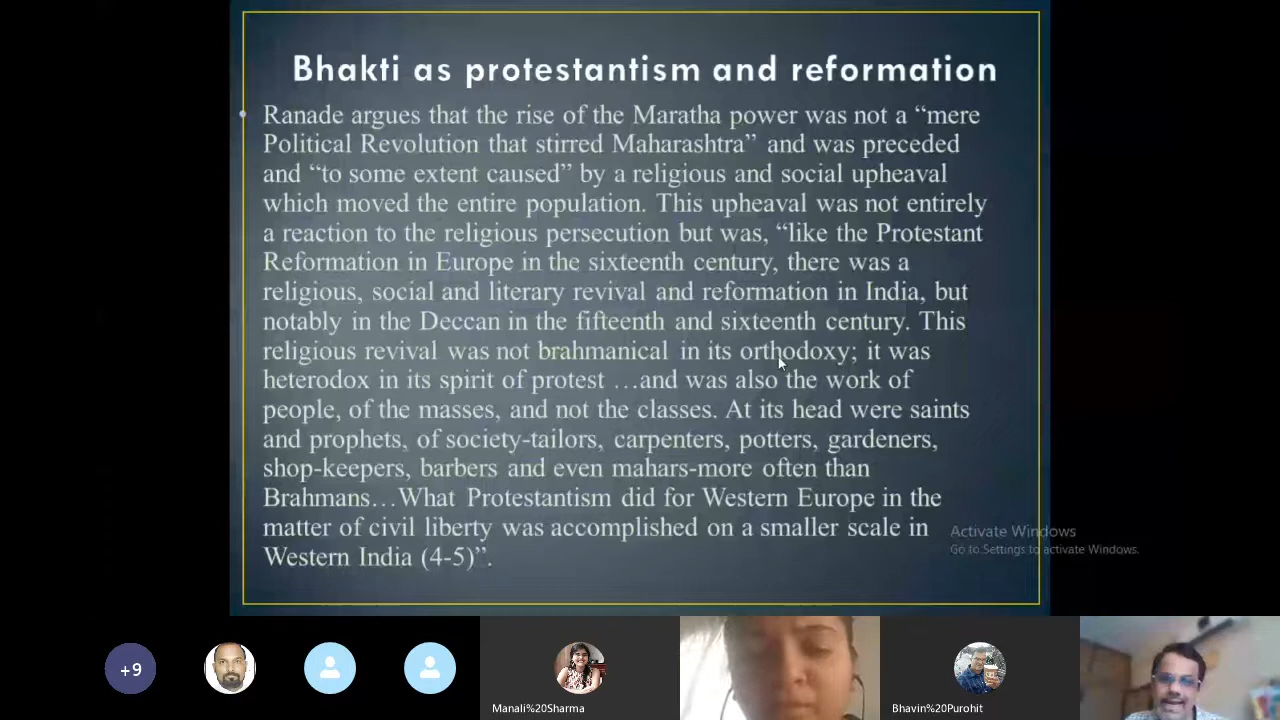 Bhakti as protestantism and reformation
• Ranade argues that the rise of the Maratha power was not a “mere
Political Revolution that stirred Maharashtra” and was preceded
and “to some extent caused” by a religious and social upheaval
which moved the entire population. This upheaval was not entirely
a reaction to the religious persecution but was, “like the Protestant
Reformation in Europe in the sixteenth century, there was a
religious, social and literary revival and reformation in India, but
notably in the Deccan in the fifteenth and sixteenth century. This
religious revival was not brahmanical in its orthodoxy; it was
heterodox in its spirit of protest …and was also the work of
people, of the masses, and not the classes. At its head were saints
and prophets, of society-tailors, carpenters, potters, gardeners,
shop-keepers, barbers and even mahars-more often than
Brahmans…What Protestantism did for Western Europe in the
matter of civil liberty was accomplished on a smaller scale in
Western India (4-5)”.
Activate Windows
Go to Settings to activate Windows.
+9
Manali%20Sharma
Bhavin%20Purohit